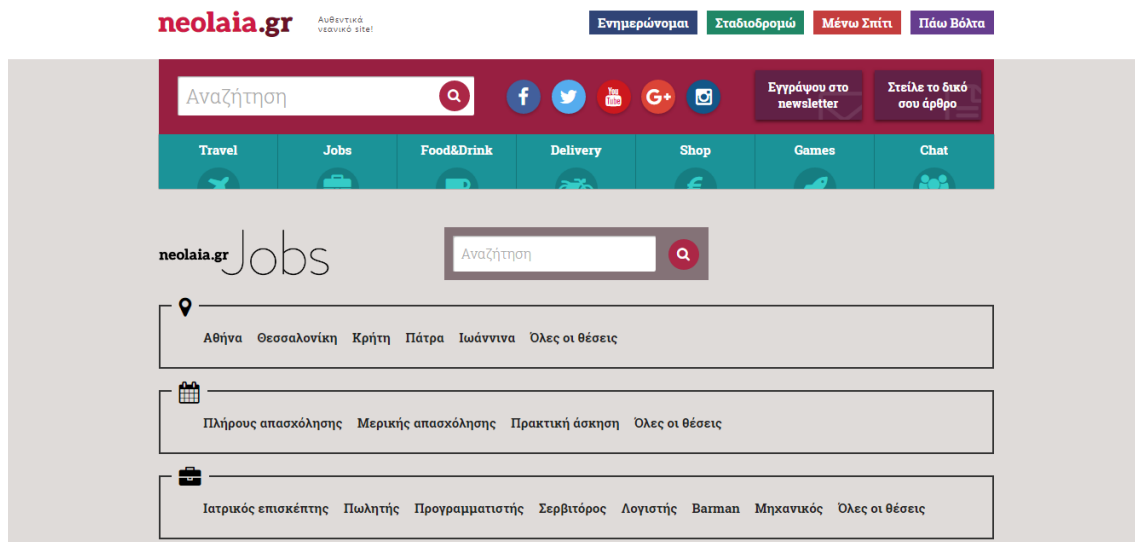 neolaia.gr
Αυθεντικά
νεανικό site!
Ενημερώνομαι Σταδιοδρομώ Μένω Σπίτι Πάω Βόλτα
Αναζήτηση
f You Tube G+
Εγγράψου στο
newsletter
Στείλε το δικό
σου άρθρο
Travel Jobs Food&Drink Delivery Shop Games Chat
neolaia.gr Jobs
Αναζήτηση
Αθήνα Θεσσαλονίκη Κρήτη Πάτρα Ιωάννινα Όλες οι θέσεις
Πλήρους απασχόλησης Μερικής απασχόλησης Πρακτική άσκηση Όλες οι θέσεις
Ιατρικός επισκέπτης Πωλητής Προγραμματιστής Σερβιτόρος Λογιστής Barman Μηχανικός Όλες οι θέσεις